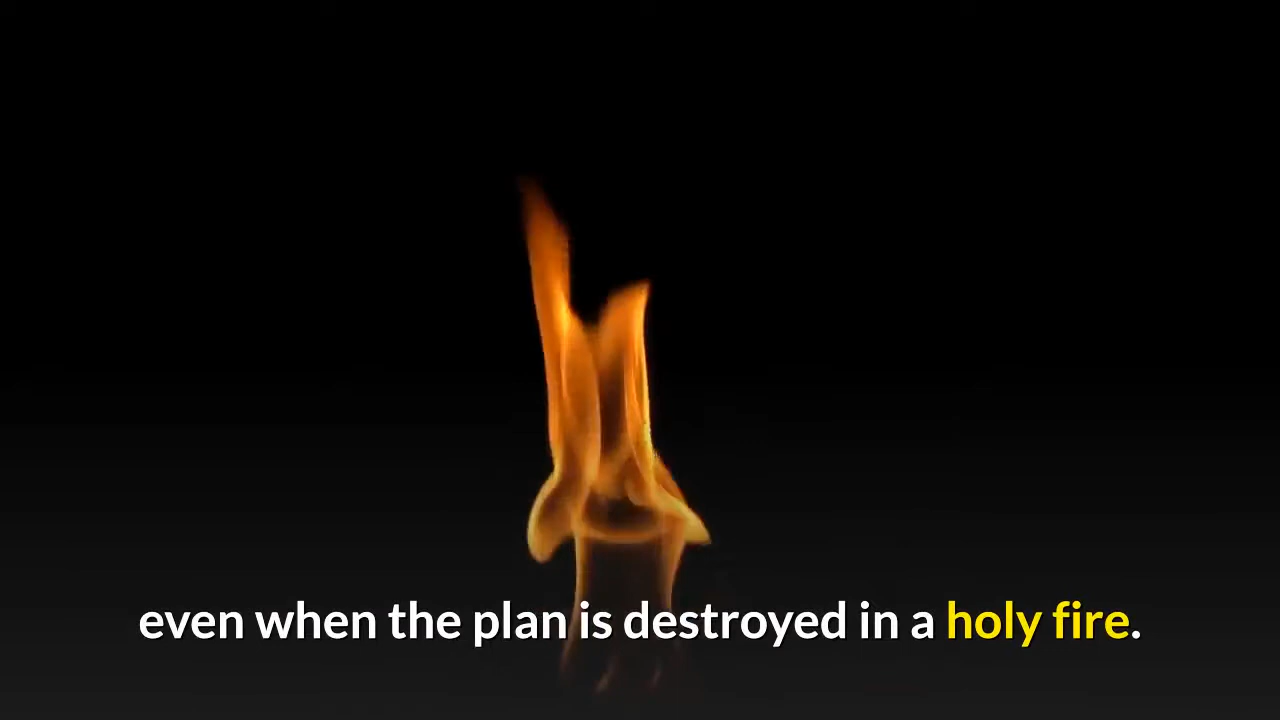 even when the plan is destroyed in a holy fire.